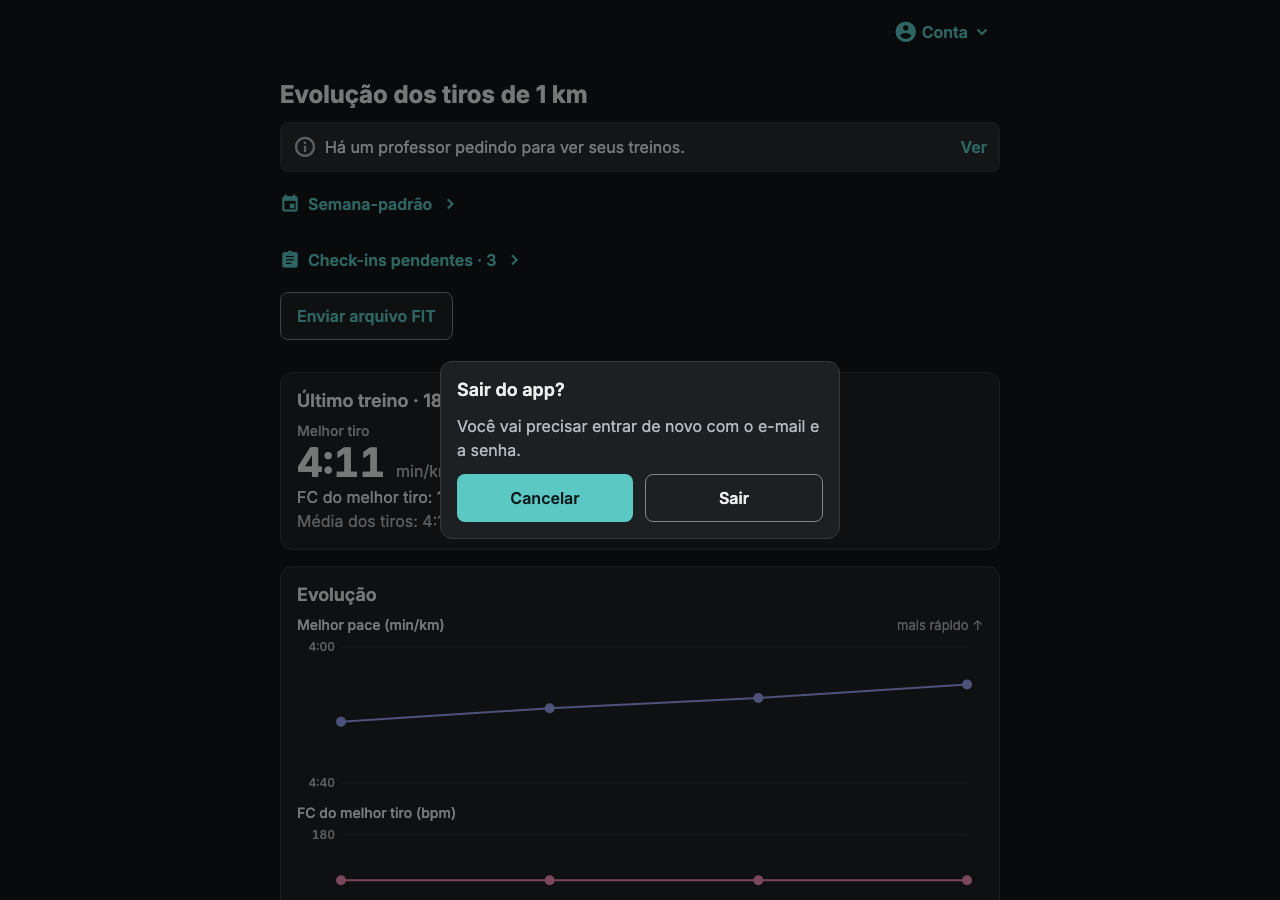 Conta
Evolução dos tiros de 1 km
Há um professor pedindo para ver seus treinos.
Ver
Semana-padrão
Check-ins pendentes · 3
Enviar arquivo FIT
Último treino · 18
Melhor tiro
4:11 min/km
FC do melhor tiro:
Média dos tiros:
Sair do app?
Você vai precisar entrar de novo com o e-mail e
a senha.
Cancelar
Sair
Evolução
Melhor pace (min/km)
mais rápido ↑
4:00
4:40
FC do melhor tiro (bpm)
180